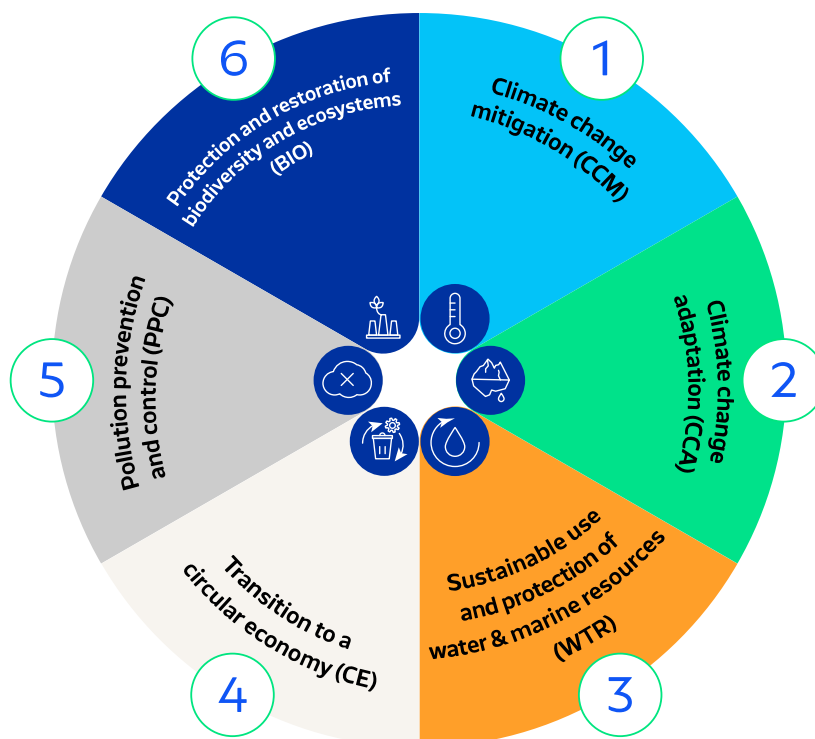 1
Climate change
mitigation (CCM)
2
Climate change
adaptation (CCA)
3
Sustainable use
and protection of
water & marine resources
(WTR)
4
Transition to a
circular economy (CE)
5
Pollution prevention
and control (PPC)
6
Protection and restoration of
biodiversity and ecosystems
(BIO)